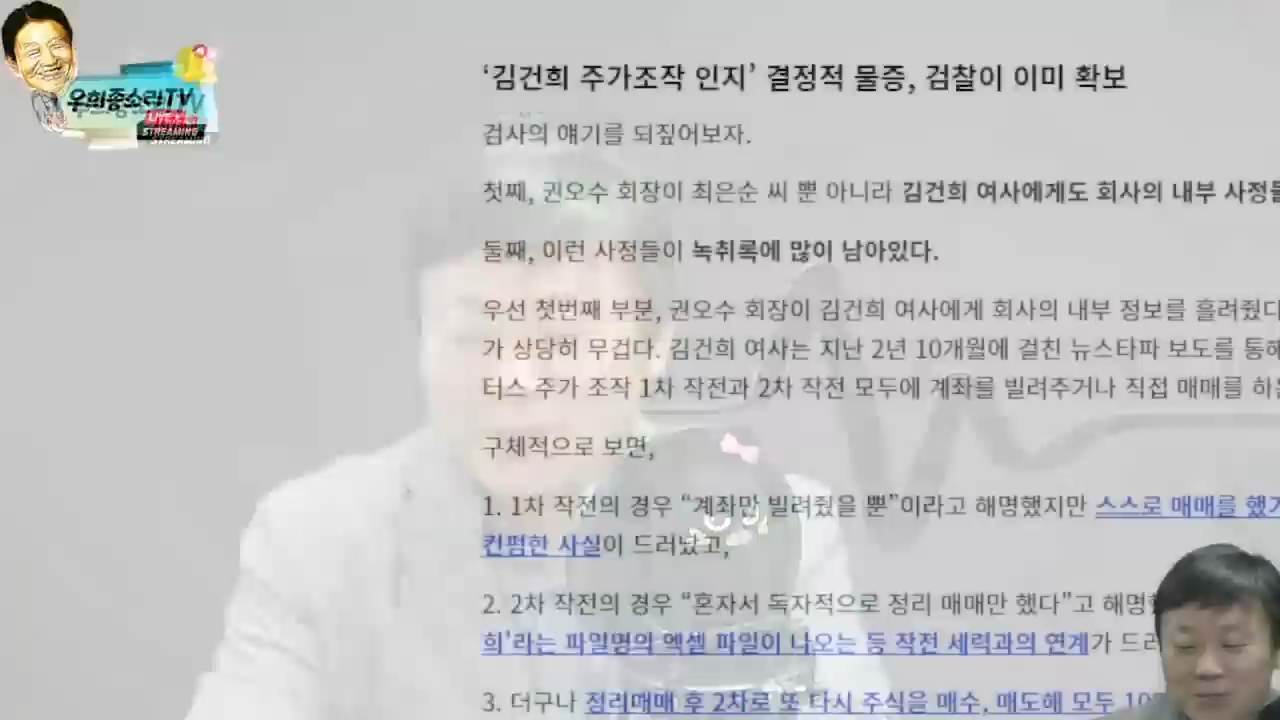 우희종소리TV
LIVE
STREAMING
‘김건희 주가조작 인지’ 결정적 물증, 검찰이 이미 확보
검사의 얘기를 되짚어보자.
첫째, 권오수 회장이 최은순 씨 뿐 아니라 김건희 여사에게도 회사의 내부 사정들
둘째, 이런 사정들이 녹취록에 많이 남아있다.
우선 첫번째 부분, 권오수 회장이 김건희 여사에게 회사의 내부 정보를 흘려줬다
가 상당히 무겁다. 김건희 여사는 지난 2년 10개월에 걸친 뉴스타파 보도를 통해
터스 주가 조작 1차 작전과 2차 작전 모두에 계좌를 빌려주거나 직접 매매를 하는
구체적으로 보면,
1. 1차 작전의 경우 “계좌만 빌려줬을 뿐”이라고 해명했지만 스스로 매매를 했거
컨펌한 사실이 드러났고,
2. 2차 작전의 경우 “혼자서 독자적으로 정리 매매만 했다”고 해명
희'라는 파일명의 엑셀 파일이 나오는 등 작전 세력과의 연계가 드러
3. 더구나 정리매매 후 2차로 또 다시 주식을 매수, 매도해 모두 10